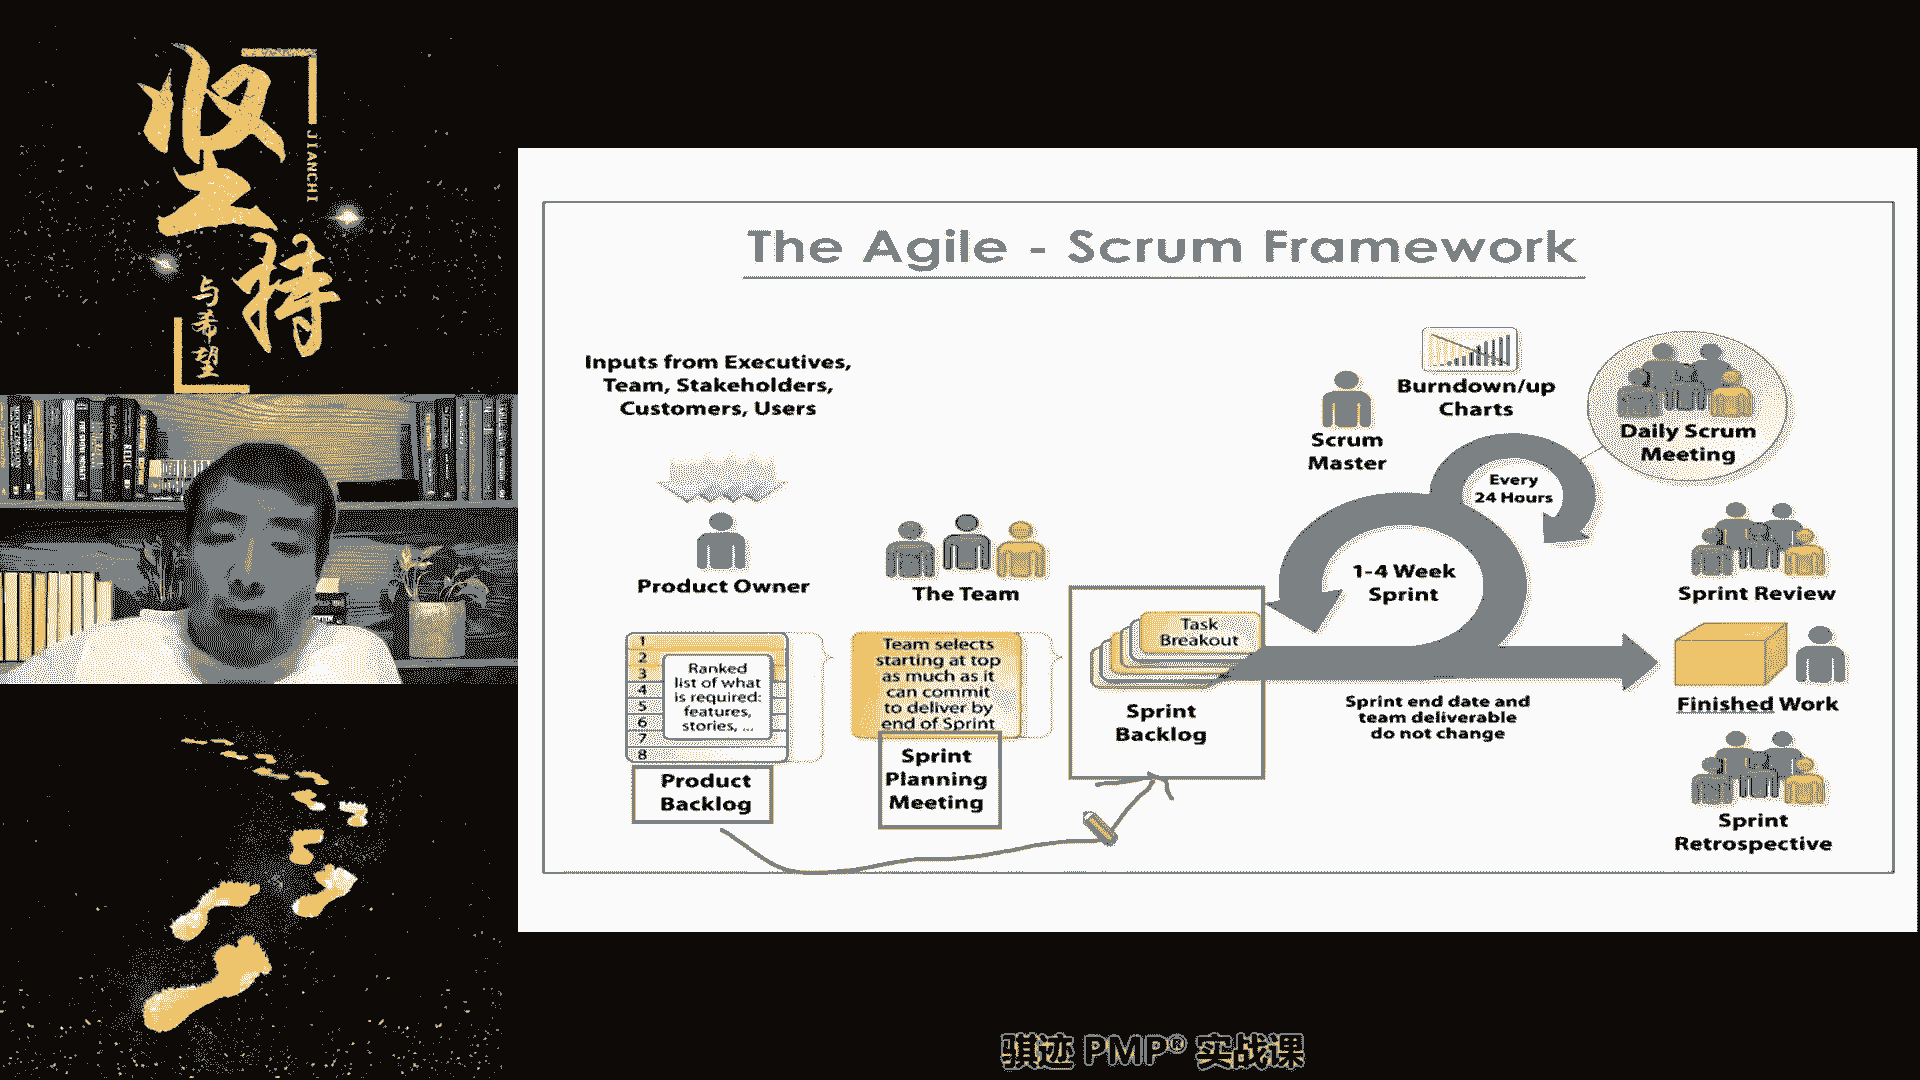 坚持
JIANCHI
与希望
The Agile - Scrum Framework
Inputs from Executives,
Team, Stakeholders,
Customers, Users
Product Owner
The Team
1
2
3
4
5
6
7
8
Ranked
list of what
is required:
features,
stories, ...
Product
Backlog
Team selects
starting at top
as much as it
can commit
to deliver by
end of Sprint
Sprint
Planning
Meeting
Task
Breakout
Sprint
Backlog
Scrum
Master
Burndown/up
Charts
Every
24 Hours
1-4 Week
Sprint
Sprint end date and
team deliverable
do not change
Daily Scrum
Meeting
Sprint Review
Finished Work
Sprint
Retrospective
骐迹 PMP® 实战课